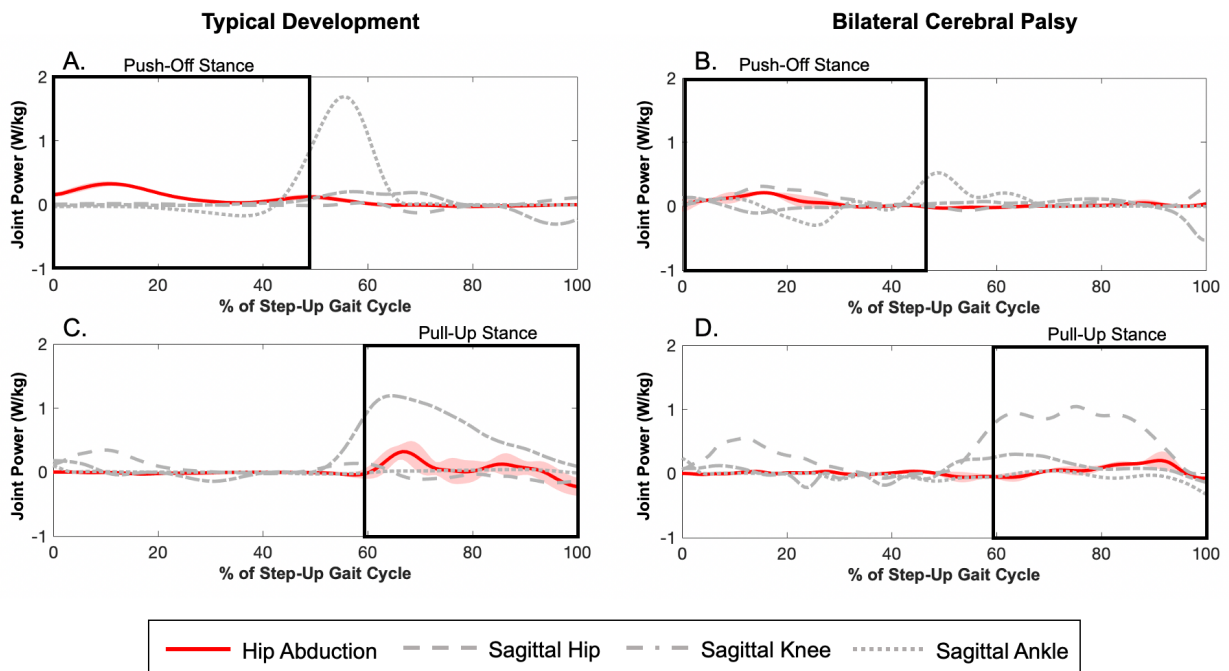 Typical Development
Bilateral Cerebral Palsy
A.
Push-Off Stance
2
1
0
-1
Joint Power (W/kg)
0
20
40
60
80
100
% of Step-Up Gait Cycle
B.
Push-Off Stance
2
1
0
-1
Joint Power (W/kg)
0
20
40
60
80
100
% of Step-Up Gait Cycle
C.
Pull-Up Stance
2
1
0
-1
Joint Power (W/kg)
0
20
40
60
80
100
% of Step-Up Gait Cycle
D.
Pull-Up Stance
2
1
0
-1
Joint Power (W/kg)
0
20
40
60
80
100
% of Step-Up Gait Cycle
Hip Abduction
Sagittal Hip
Sagittal Knee
Sagittal Ankle